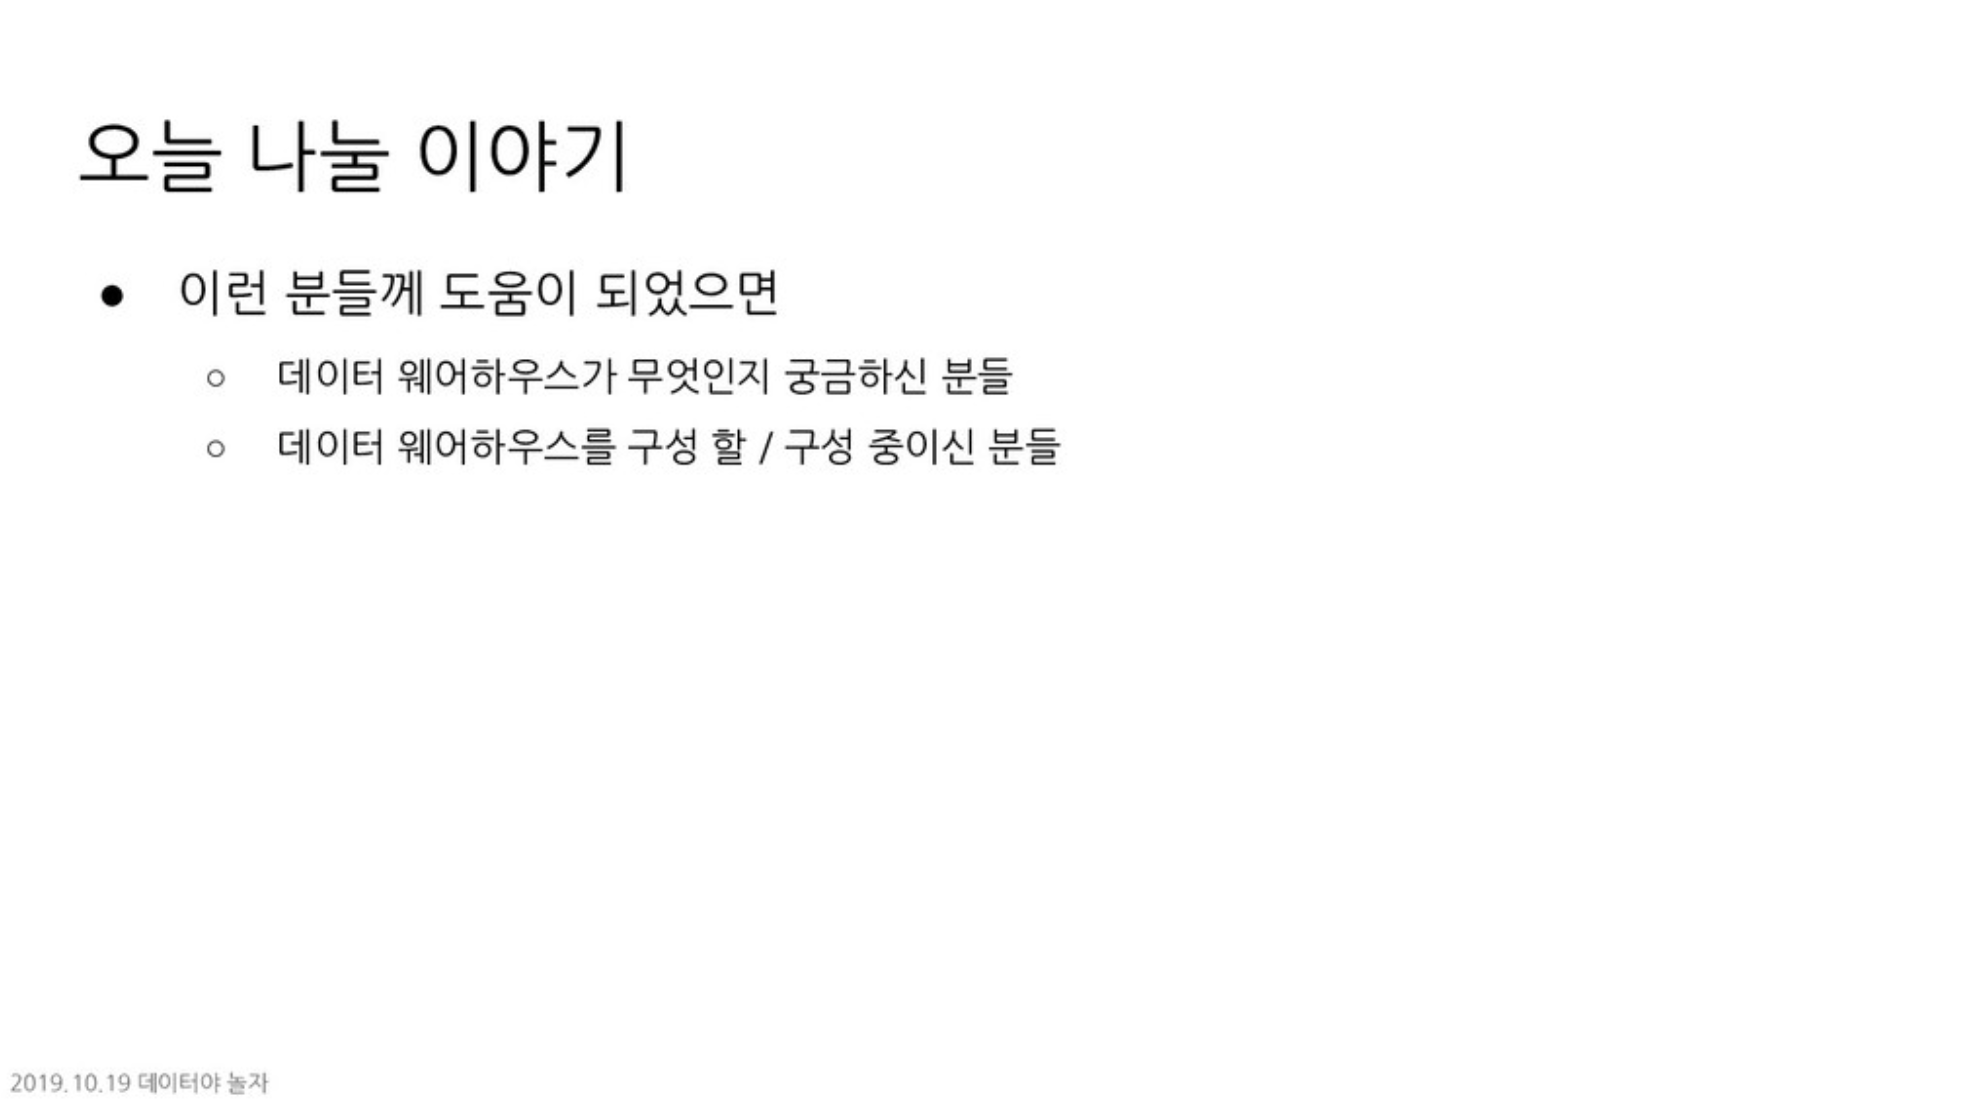 오늘 나눌 이야기
● 이런 분들께 도움이 되었으면
○ 데이터 웨어하우스가 무엇인지 궁금하신 분들
○ 데이터 웨어하우스를 구성 할 / 구성 중이신 분들
2019.10.19 데이터야 놀자